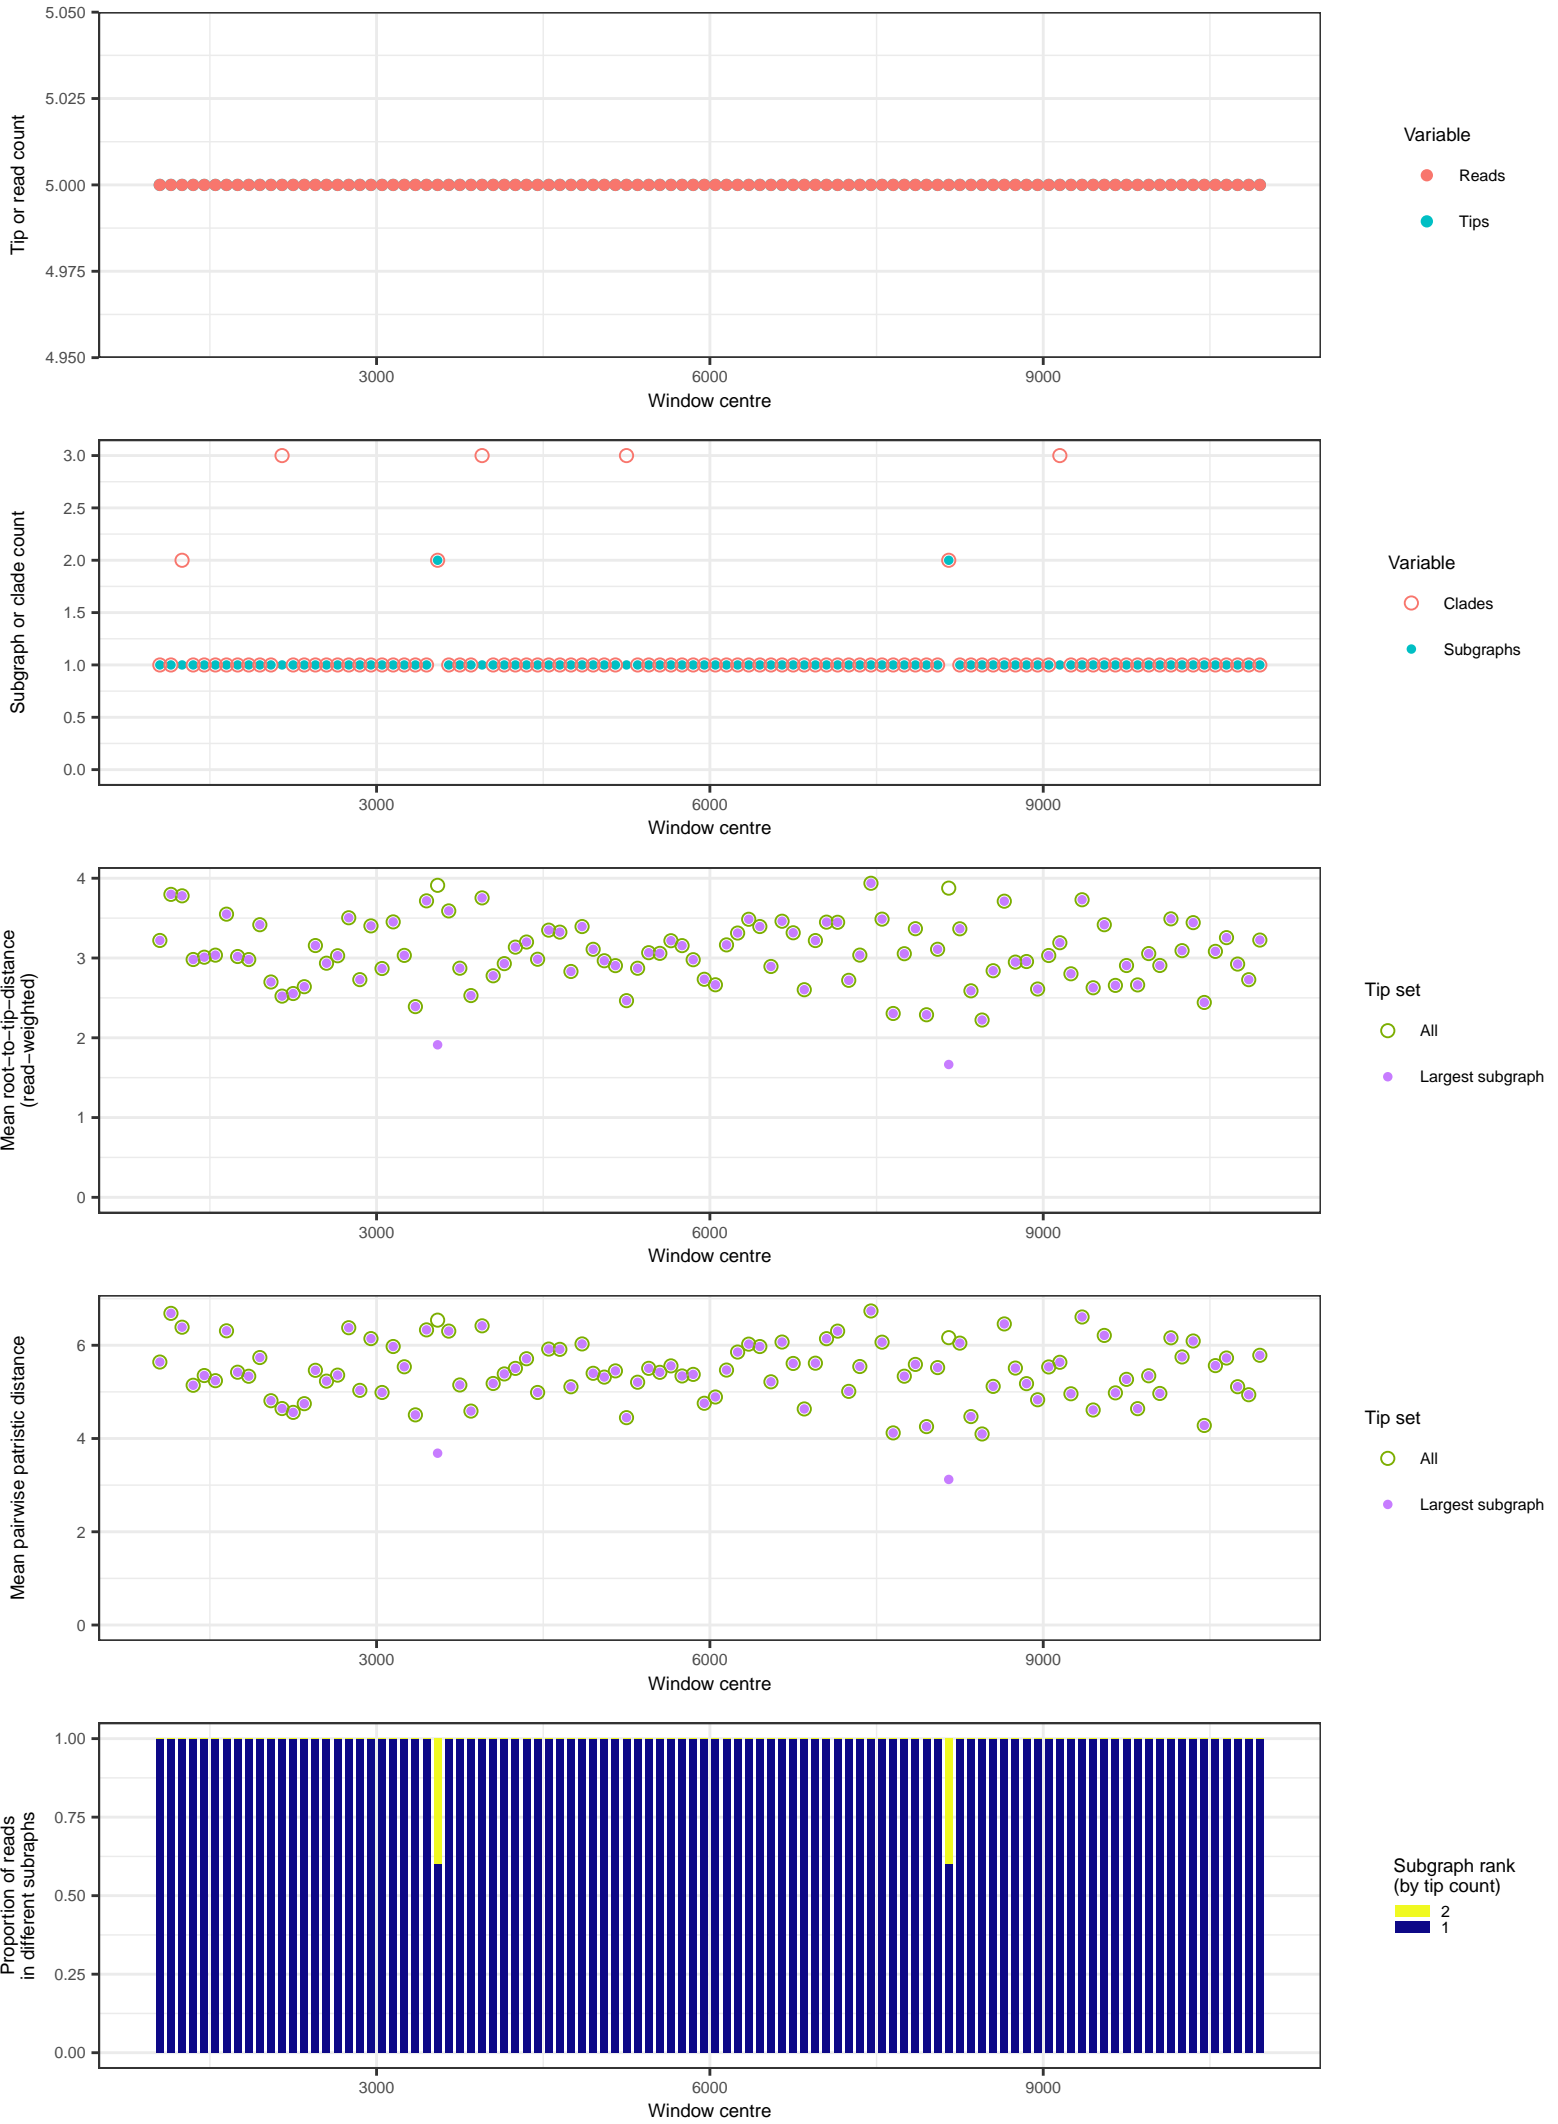 5.050
5.025
5.000
4.975
4.950
Tip or read count
3000 6000 9000
Window centre
Variable
Reads
Tips
3.0
2.5
2.0
1.5
1.0
0.5
0.0
Subgraph or clade count
3000 6000 9000
Window centre
Variable
Clades
Subgraphs
4
3
2
1
0
Mean root−to−tip−distance
(read−weighted)
3000 6000 9000
Window centre
Tip set
All
Largest subgraph
6
4
2
0
Mean pairwise patristic distance
3000 6000 9000
Window centre
Tip set
All
Largest subgraph
1.00
0.75
0.50
0.25
0.00
Proportion of reads
in different subraphs
3000 6000 9000
Window centre
Subgraph rank
(by tip count)
2
1